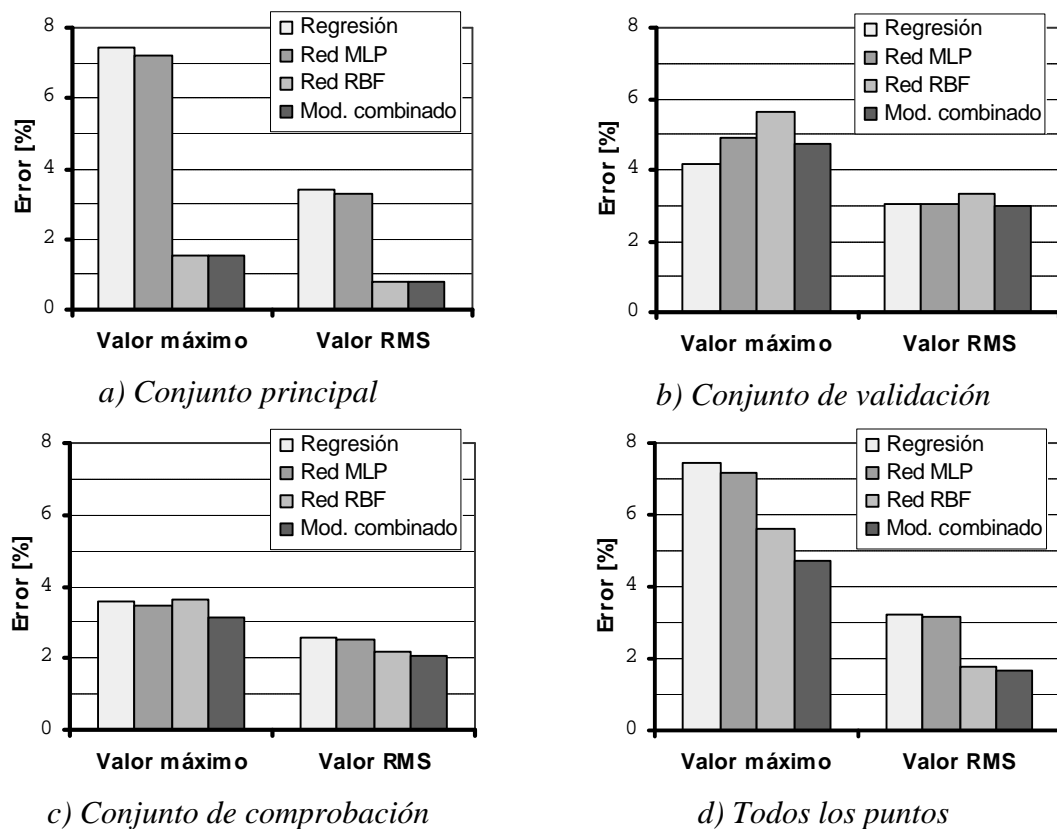 8
6
4
2
0
Error [%]
Regresión
Red MLP
Red RBF
Mod. combinado
Valor máximo
Valor RMS
a) Conjunto principal
8
6
4
2
0
Error [%]
Regresión
Red MLP
Red RBF
Mod. combinado
Valor máximo
Valor RMS
b) Conjunto de validación
8
6
4
2
0
Error [%]
Regresión
Red MLP
Red RBF
Mod. combinado
Valor máximo
Valor RMS
c) Conjunto de comprobación
8
6
4
2
0
Error [%]
Regresión
Red MLP
Red RBF
Mod. combinado
Valor máximo
Valor RMS
d) Todos los puntos